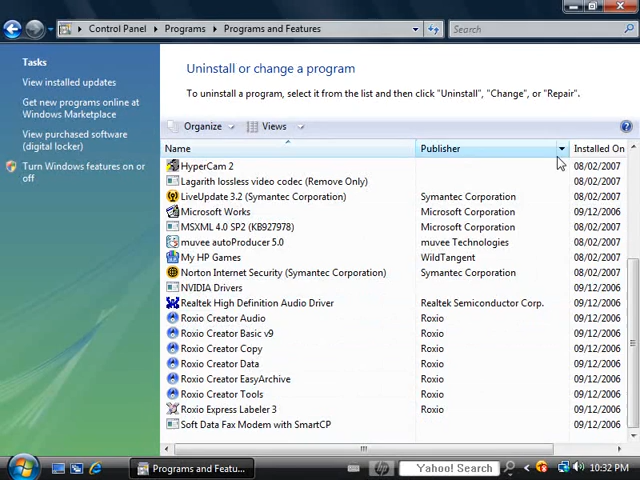 Control Panel Programs Programs and Features Search
Tasks
View installed updates
Get new programs online at
Windows Marketplace
View purchased software
(digital locker)
Turn Windows features on or
off
Uninstall or change a program
To uninstall a program, select it from the list and then click "Uninstall", "Change", or "Repair".
Organize Views
Name Publisher Installed On
HyperCam 2 08/02/2007
Lagarith lossless video codec (Remove Only) 08/02/2007
LiveUpdate 3.2 (Symantec Corporation) Symantec Corporation 08/02/2007
Microsoft Works Microsoft Corporation 09/12/2006
MSXML 4.0 SP2 (KB927978) Microsoft Corporation 08/02/2007
muvee autoProducer 5.0 muvee Technologies 08/02/2007
My HP Games WildTangent 08/02/2007
Norton Internet Security (Symantec Corporation) Symantec Corporation 08/02/2007
NVIDIA Drivers 09/12/2006
Realtek High Definition Audio Driver Realtek Semiconductor Corp. 09/12/2006
Roxio Creator Audio Roxio 09/12/2006
Roxio Creator Basic v9 Roxio 09/12/2006
Roxio Creator Copy Roxio 09/12/2006
Roxio Creator Data Roxio 09/12/2006
Roxio Creator EasyArchive Roxio 09/12/2006
Roxio Creator Tools Roxio 09/12/2006
Roxio Express Labeler 3 Roxio 09/12/2006
Soft Data Fax Modem with SmartCP 09/12/2006
Programs and Featu... hp Yahoo! Search 10:32 PM